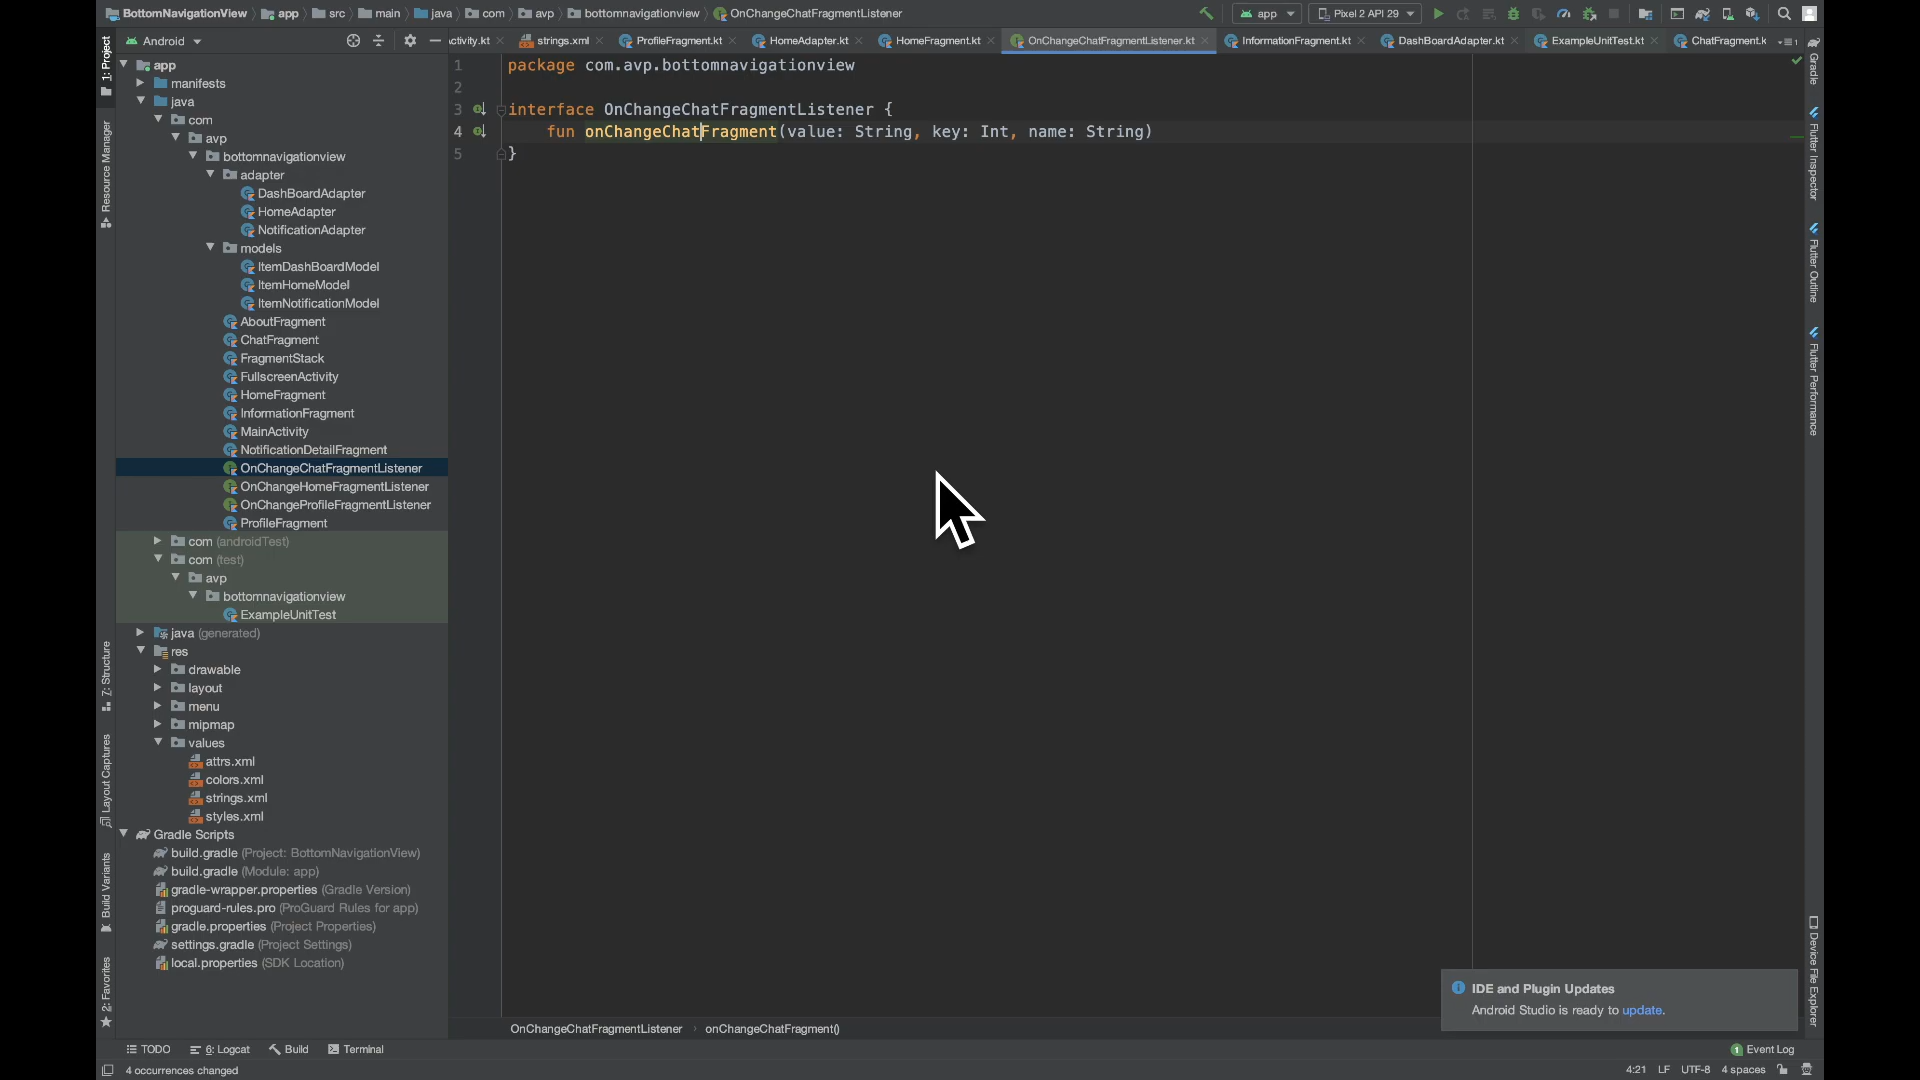 BottomNavigationView app src main java com avp bottomnavigationview OnChangeChatFragmentListener app Pixel 2 API 29
Android ctivity.kt strings.xml ProfileFragment.kt HomeAdapter.kt HomeFragment.kt OnChangeChatFragmentListener.kt InformationFragment.kt DashBoardAdapter.kt ExampleUnitTest.kt ChatFragment.k
1: Project
Resource Manager
7: Structure
Layout Captures
Build Variants
2: Favorites
app
manifests
java
com
avp
bottomnavigationview
adapter
DashBoardAdapter
HomeAdapter
NotificationAdapter
models
ItemDashBoardModel
ItemHomeModel
ItemNotificationModel
AboutFragment
ChatFragment
FragmentStack
FullscreenActivity
HomeFragment
InformationFragment
MainActivity
NotificationDetailFragment
OnChangeChatFragmentListener
OnChangeHomeFragmentListener
OnChangeProfileFragmentListener
ProfileFragment
com (androidTest)
com (test)
avp
bottomnavigationview
ExampleUnitTest
java (generated)
res
drawable
layout
menu
mipmap
values
attrs.xml
colors.xml
strings.xml
styles.xml
Gradle Scripts
build.gradle (Project: BottomNavigationView)
build.gradle (Module: app)
gradle-wrapper.properties (Gradle Version)
proguard-rules.pro (ProGuard Rules for app)
gradle.properties (Project Properties)
settings.gradle (Project Settings)
local.properties (SDK Location)
1 package com.avp.bottomnavigationview
2
3 interface OnChangeChatFragmentListener {
4 fun onChangeChatFragment(value: String, key: Int, name: String)
5 }
Gradle
Flutter Inspector
Flutter Outline
Flutter Performance
Device File Explorer
IDE and Plugin Updates
Android Studio is ready to update.
OnChangeChatFragmentListener › onChangeChatFragment()
TODO 6: Logcat Build Terminal 1 Event Log
4 occurrences changed 4:21 LF UTF-8 4 spaces